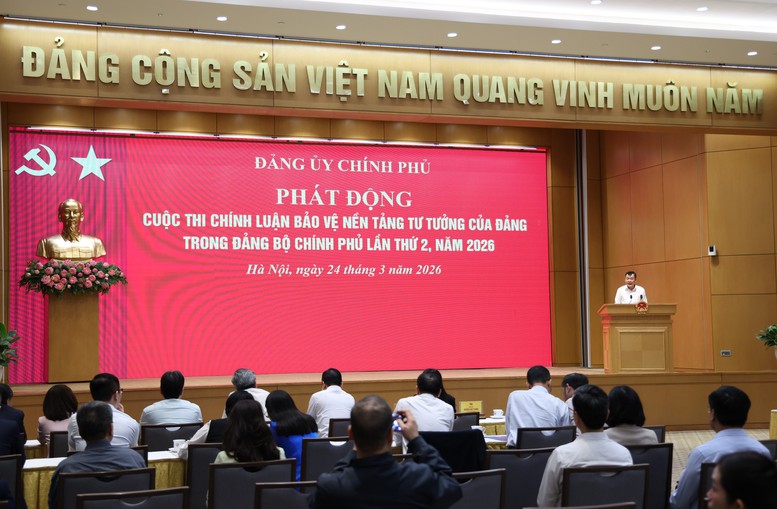 ĐẢNG CỘNG SẢN VIỆT NAM QUANG VINH MUÔN NĂM
ĐẢNG ỦY CHÍNH PHỦ
PHÁT ĐỘNG
CUỘC THI CHÍNH LUẬN BẢO VỆ NỀN TẢNG TƯ TƯỞNG CỦA ĐẢNG
TRONG ĐẢNG BỘ CHÍNH PHỦ LẦN THỨ 2, NĂM 2026
Hà Nội, ngày 24 tháng 3 năm 2026